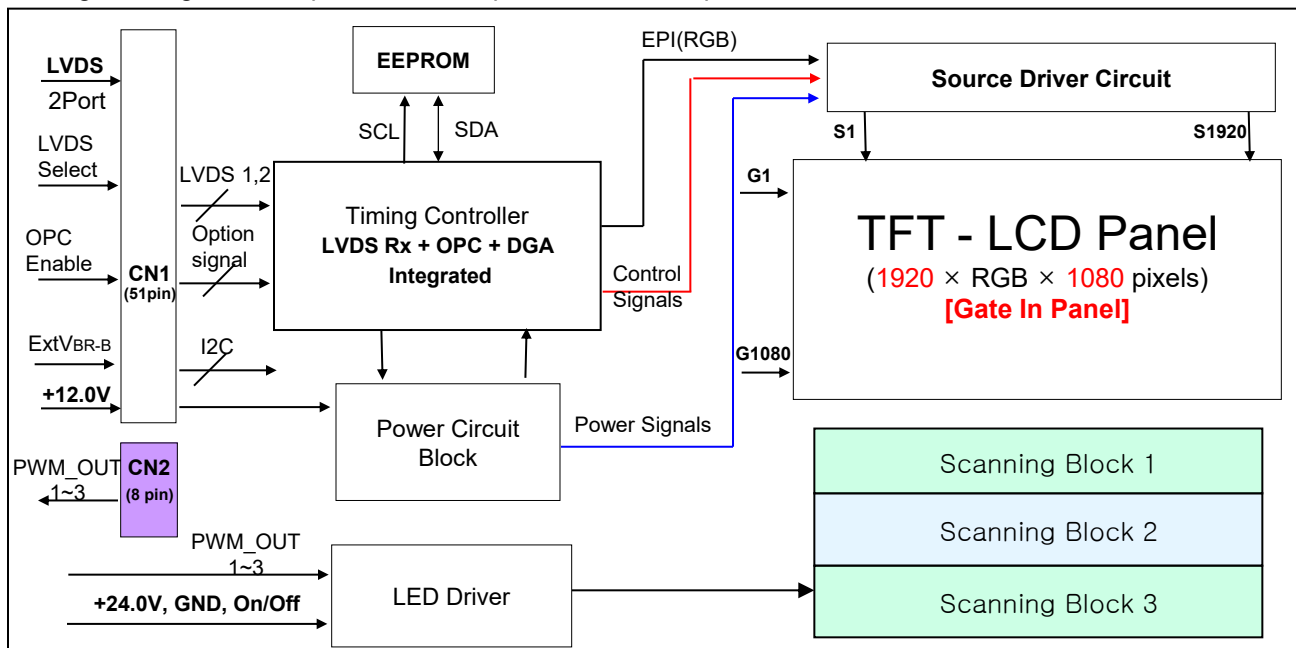 LVDS
2Port
LVDS
Select
OPC
Enable
ExtVBR-B
+12.0V
CN1
(51pin)
LVDS 1,2
Option
signal
I2C
EEPROM
SCL
SDA
Timing Controller
LVDS Rx + OPC + DGA
Integrated
Power Circuit
Block
EPI(RGB)
Control
Signals
Power Signals
Source Driver Circuit
S1
S1920
G1
G1080
TFT - LCD Panel
(1920 × RGB × 1080 pixels)
[Gate In Panel]
PWM_OUT
1~3
CN2
(8 pin)
PWM_OUT
1~3
+24.0V, GND, On/Off
LED Driver
Scanning Block 1
Scanning Block 2
Scanning Block 3